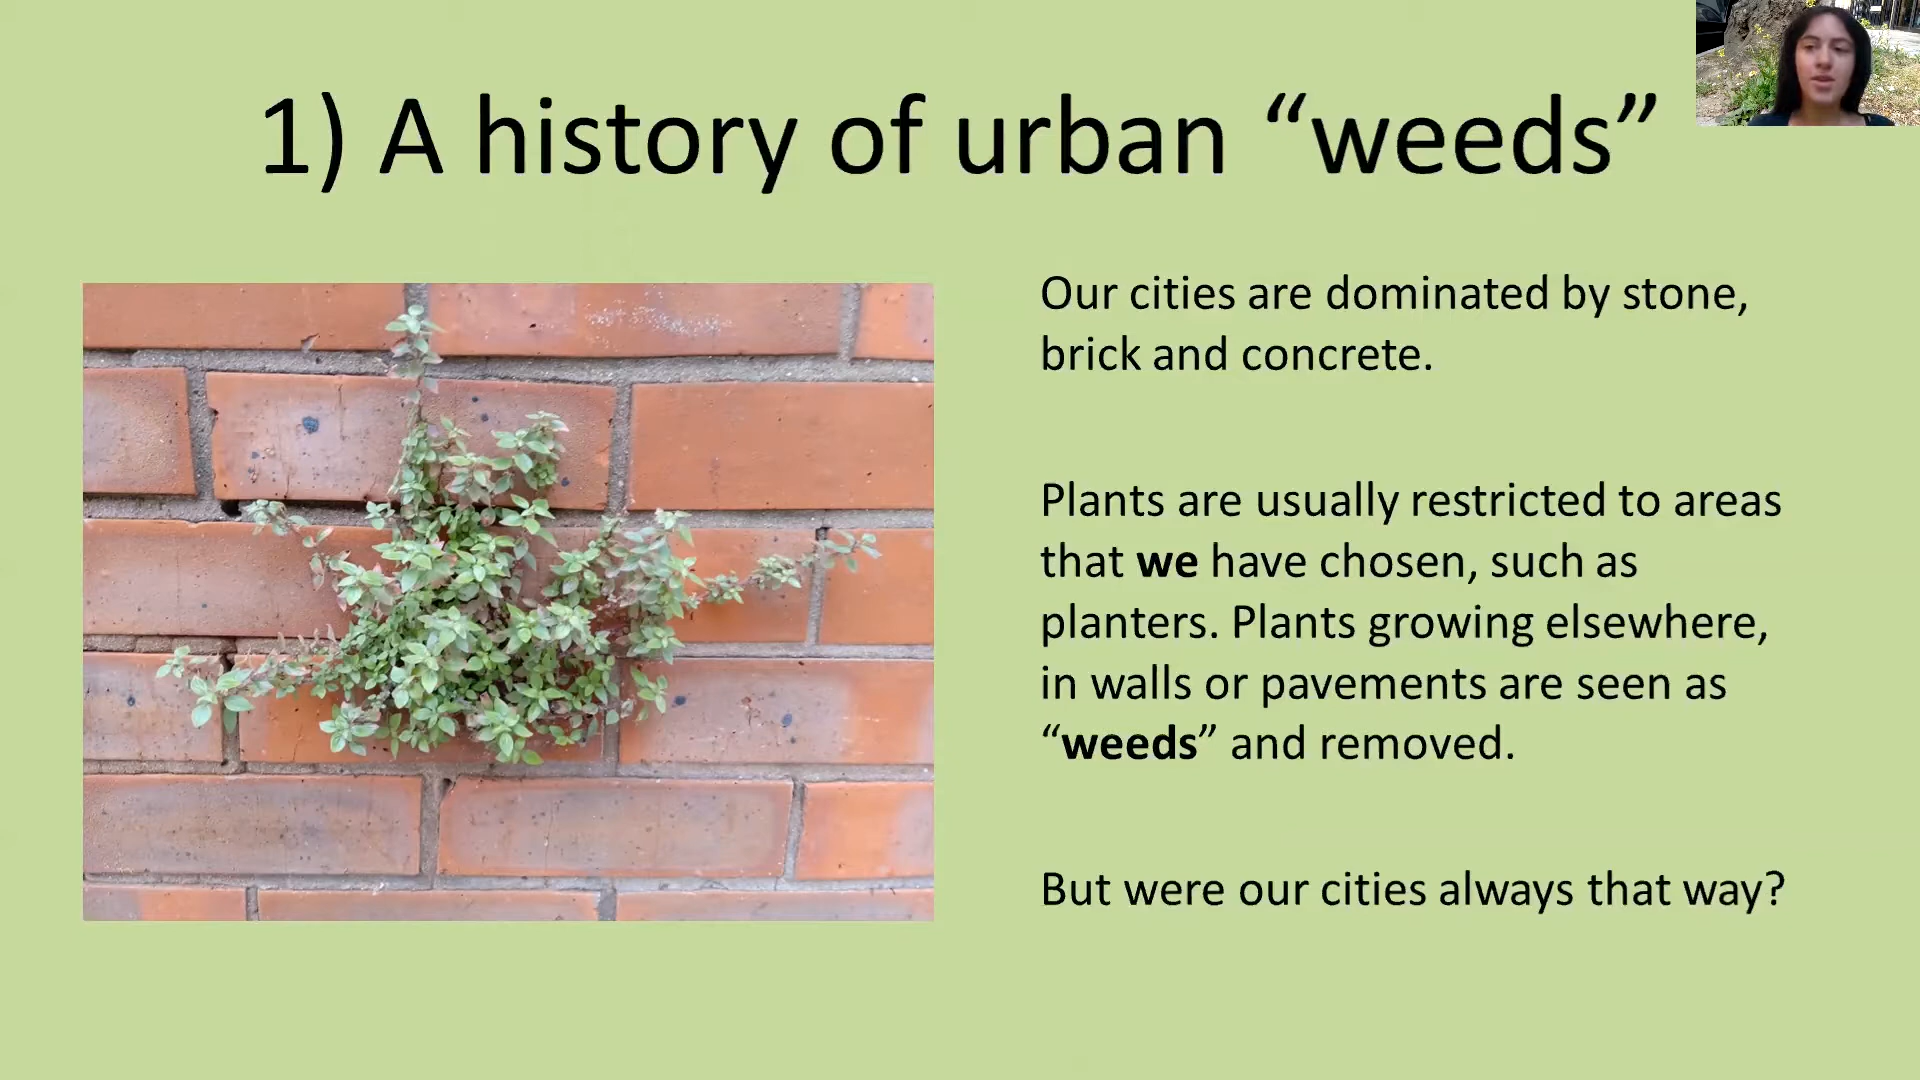 1) A history of urban “weeds”
Our cities are dominated by stone,
brick and concrete.
Plants are usually restricted to areas
that we have chosen, such as
planters. Plants growing elsewhere,
in walls or pavements are seen as
“weeds” and removed.
But were our cities always that way?